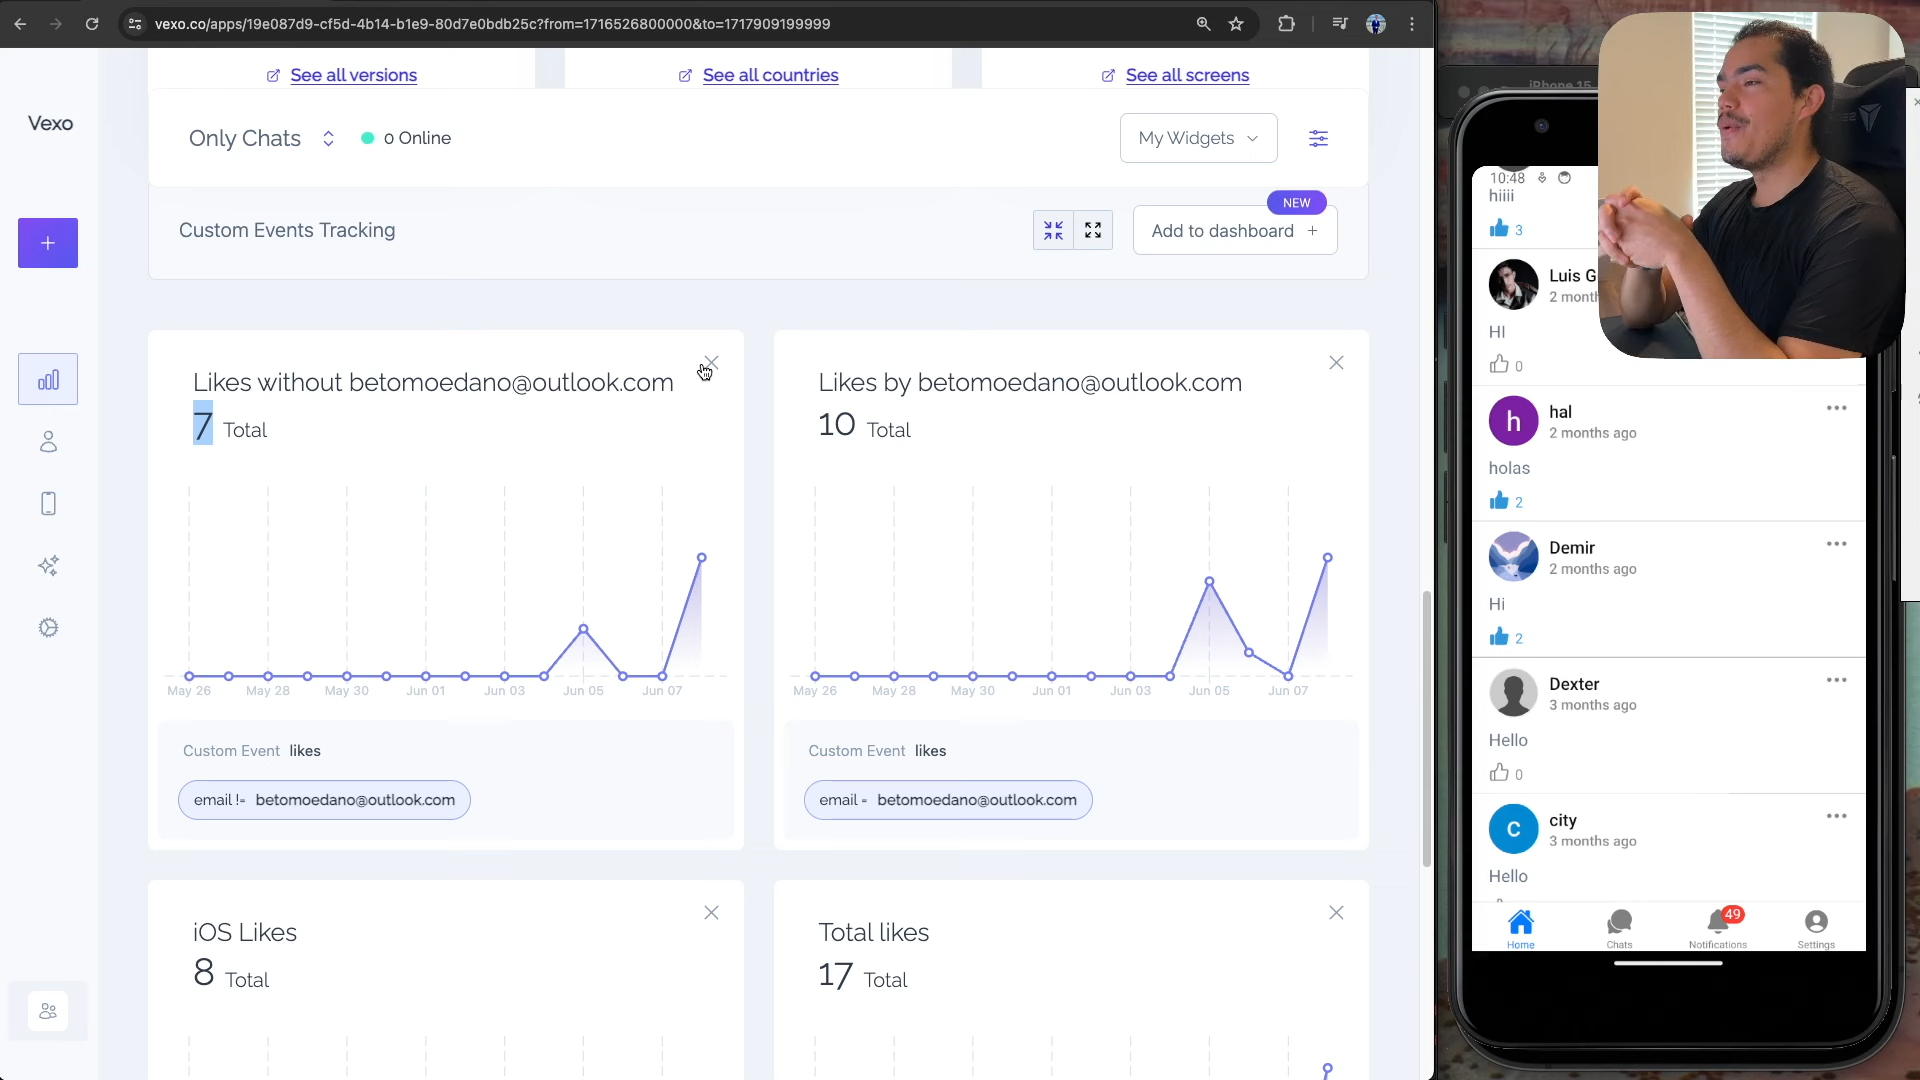 vexo.co/apps/19e087d9-cf5d-4b14-b1e9-80d7e0bdb25c?from=1716526800000&to=1717909199999
Vexo
See all versions
See all countries
See all screens
Only Chats
0 Online
My Widgets
Custom Events Tracking
NEW
Add to dashboard +
Likes without betomoedano@outlook.com
7 Total
May 26
May 28
May 30
Jun 01
Jun 03
Jun 05
Jun 07
Custom Event likes
email != betomoedano@outlook.com
Likes by betomoedano@outlook.com
10 Total
May 26
May 28
May 30
Jun 01
Jun 03
Jun 05
Jun 07
Custom Event likes
email = betomoedano@outlook.com
iOS Likes
8 Total
Total likes
17 Total
iPhone 15
10:48
hiiii
3
Luis G
2 month
HI
0
hal
2 months ago
h
holas
2
Demir
2 months ago
Hi
2
Dexter
3 months ago
Hello
0
city
3 months ago
c
Hello
49
Home
Chats
Notifications
Settings